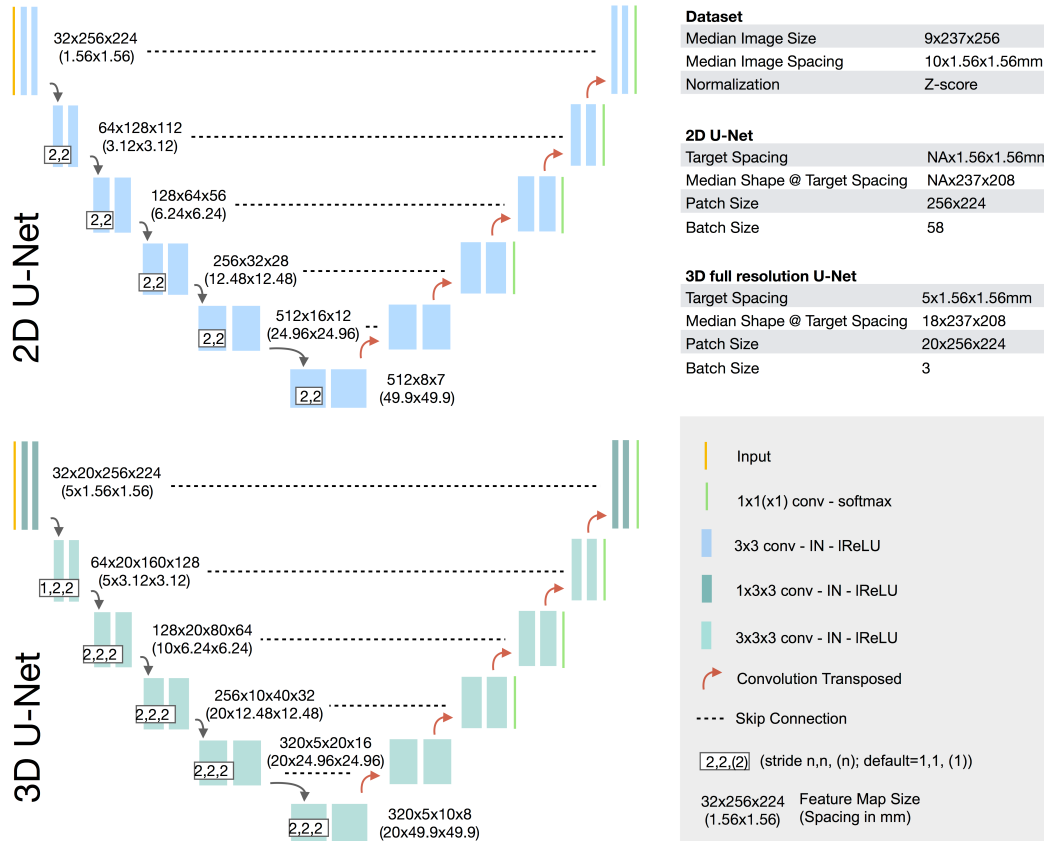 2D U-Net
32x256x224
(1.56x1.56)
2,2
64x128x112
(3.12x3.12)
2,2
128x64x56
(6.24x6.24)
2,2
256x32x28
(12.48x12.48)
2,2
512x16x12
(24.96x24.96)
2,2
512x8x7
(49.9x49.9)
3D U-Net
32x20x256x224
(5x1.56x1.56)
1,2,2
64x20x160x128
(5x3.12x3.12)
2,2,2
128x20x80x64
(10x6.24x6.24)
2,2,2
256x10x40x32
(20x12.48x12.48)
2,2,2
320x5x20x16
(20x24.96x24.96)
2,2,2
320x5x10x8
(20x49.9x49.9)
Dataset
Median Image Size 9x237x256
Median Image Spacing 10x1.56x1.56mm
Normalization Z-score
2D U-Net
Target Spacing NAx1.56x1.56mm
Median Shape @ Target Spacing NAx237x208
Patch Size 256x224
Batch Size 58
3D full resolution U-Net
Target Spacing 5x1.56x1.56mm
Median Shape @ Target Spacing 18x237x208
Patch Size 20x256x224
Batch Size 3
Input
1x1(x1) conv - softmax
3x3 conv - IN - lReLU
1x3x3 conv - IN - lReLU
3x3x3 conv - IN - lReLU
Convolution Transposed
Skip Connection
2,2,(2) (stride n,n, (n); default=1,1, (1))
32x256x224 Feature Map Size
(1.56x1.56) (Spacing in mm)